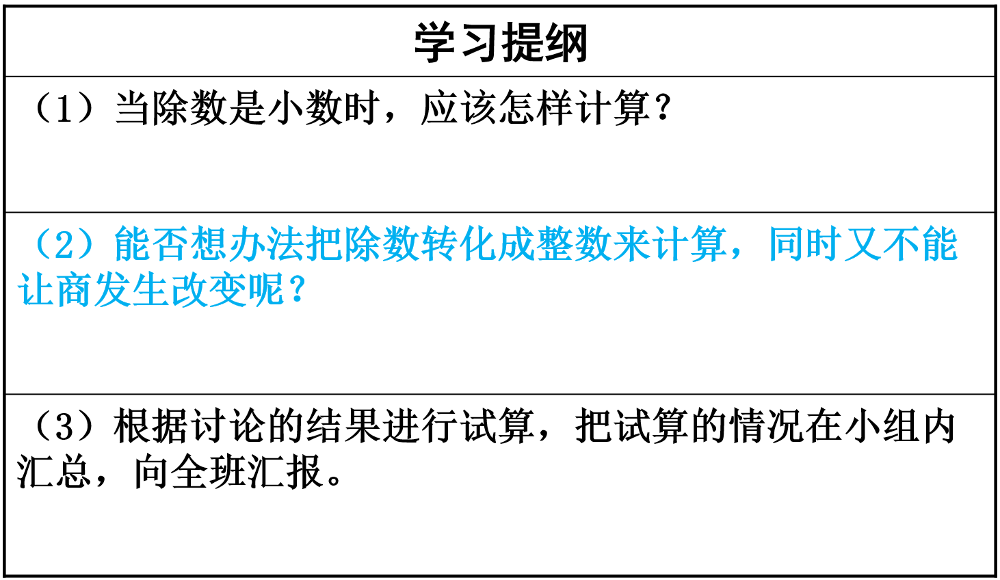 学习提纲
（1）当除数是小数时，应该怎样计算？
（2）能否想办法把除数转化成整数来计算，同时又不能
让商发生改变呢？
（3）根据讨论的结果进行试算，把试算的情况在小组内
汇总，向全班汇报。